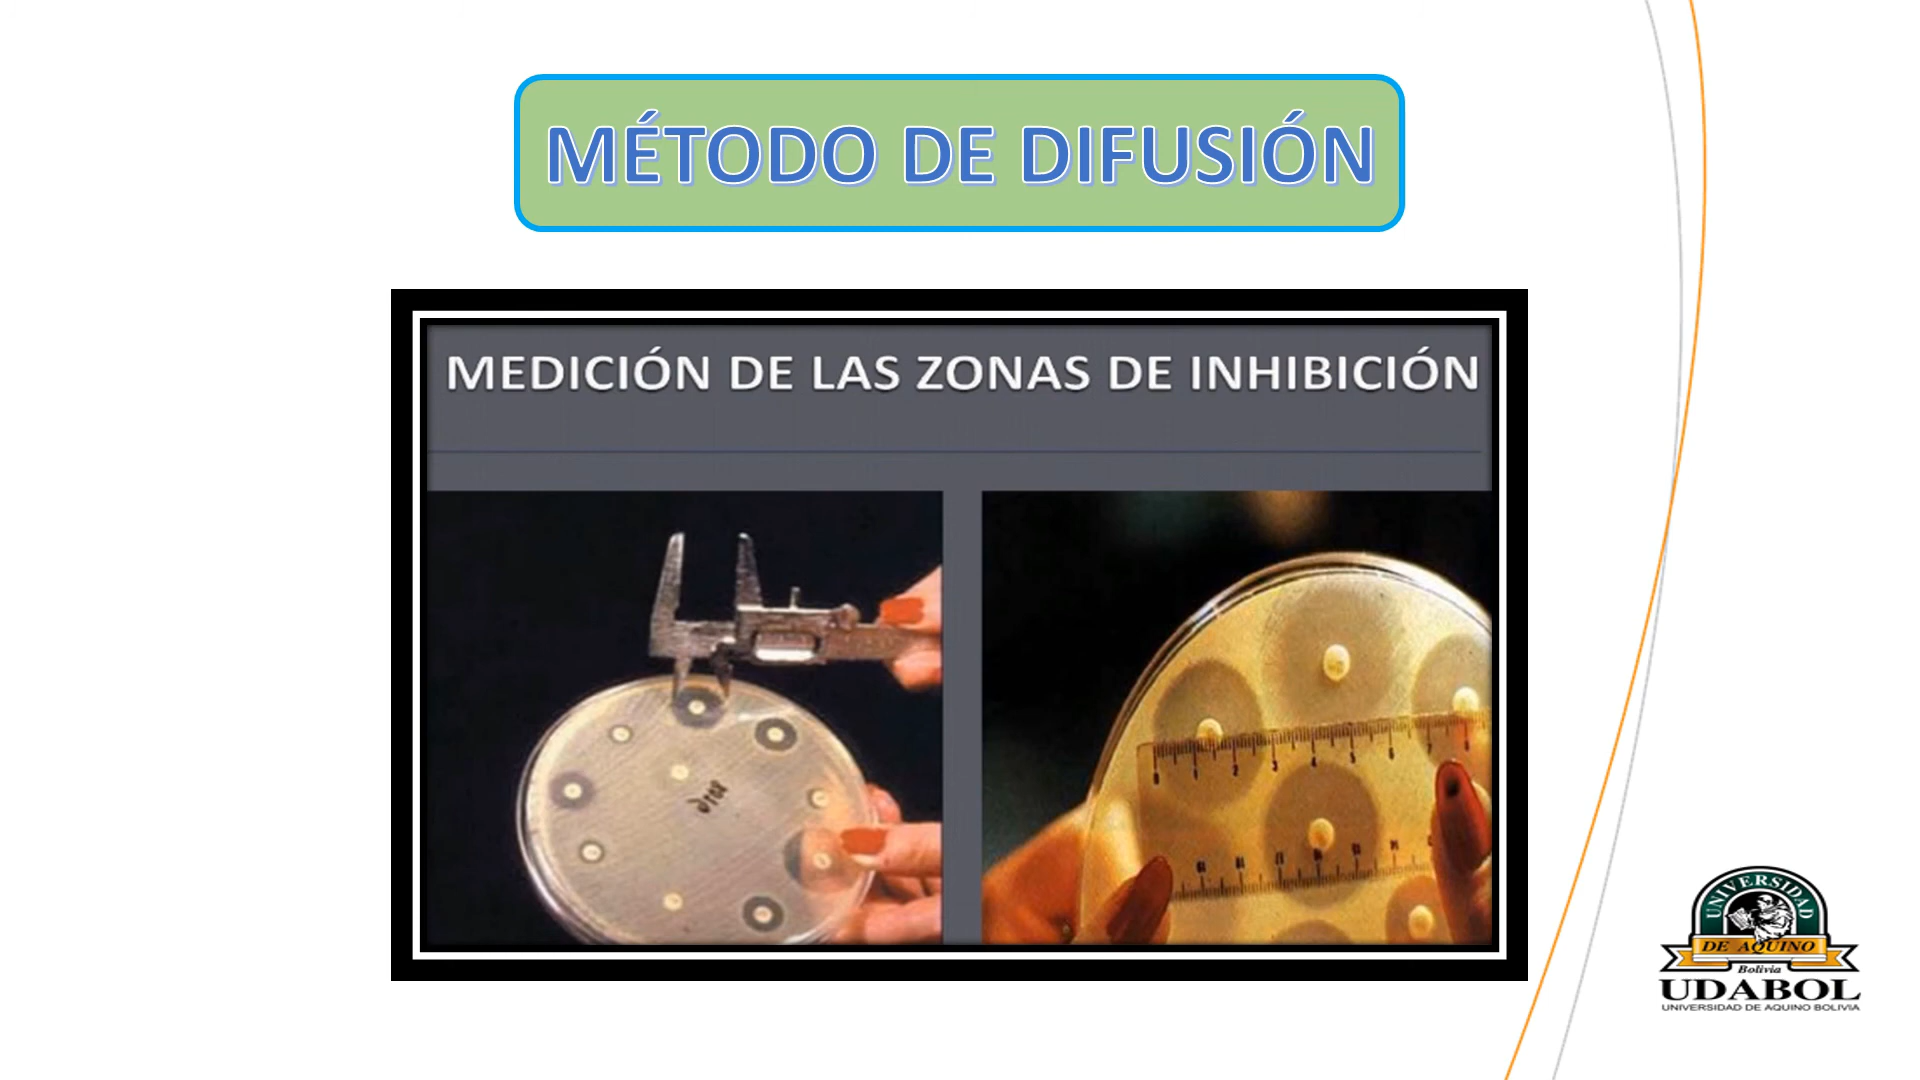 MÉTODO DE DIFUSIÓN
MEDICIÓN DE LAS ZONAS DE INHIBICIÓN
UNIVERSIDAD
DE AQUINO
Bolivia
UDABOL
UNIVERSIDAD DE AQUINO BOLIVIA